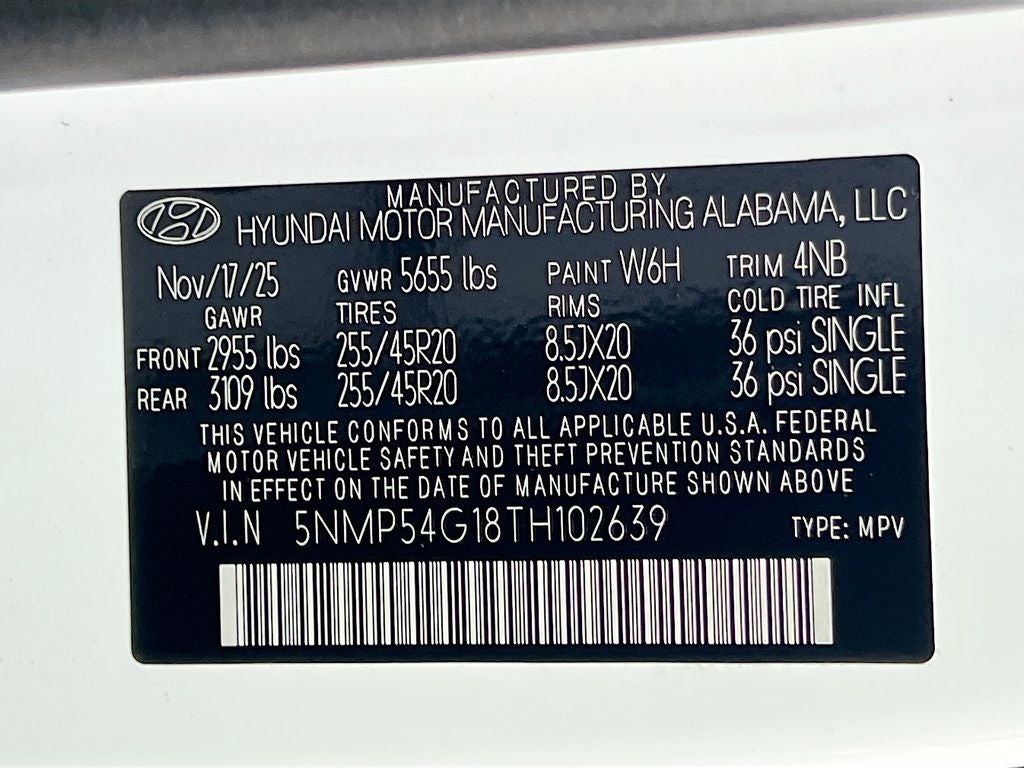 MANUFACTURED BY
HYUNDAI MOTOR MANUFACTURING ALABAMA, LLC
Nov/17/25 GVWR 5655 lbs PAINT W6H TRIM 4NB
GAWR TIRES RIMS COLD TIRE INFL
FRONT 2955 lbs 255/45R20 8.5JX20 36 psi SINGLE
REAR 3109 lbs 255/45R20 8.5JX20 36 psi SINGLE
THIS VEHICLE CONFORMS TO ALL APPLICABLE U.S.A. FEDERAL
MOTOR VEHICLE SAFETY AND THEFT PREVENTION STANDARDS
IN EFFECT ON THE DATE OF MANUFACTURE SHOWN ABOVE
V.I.N 5NMP54G18TH102639 TYPE: MPV